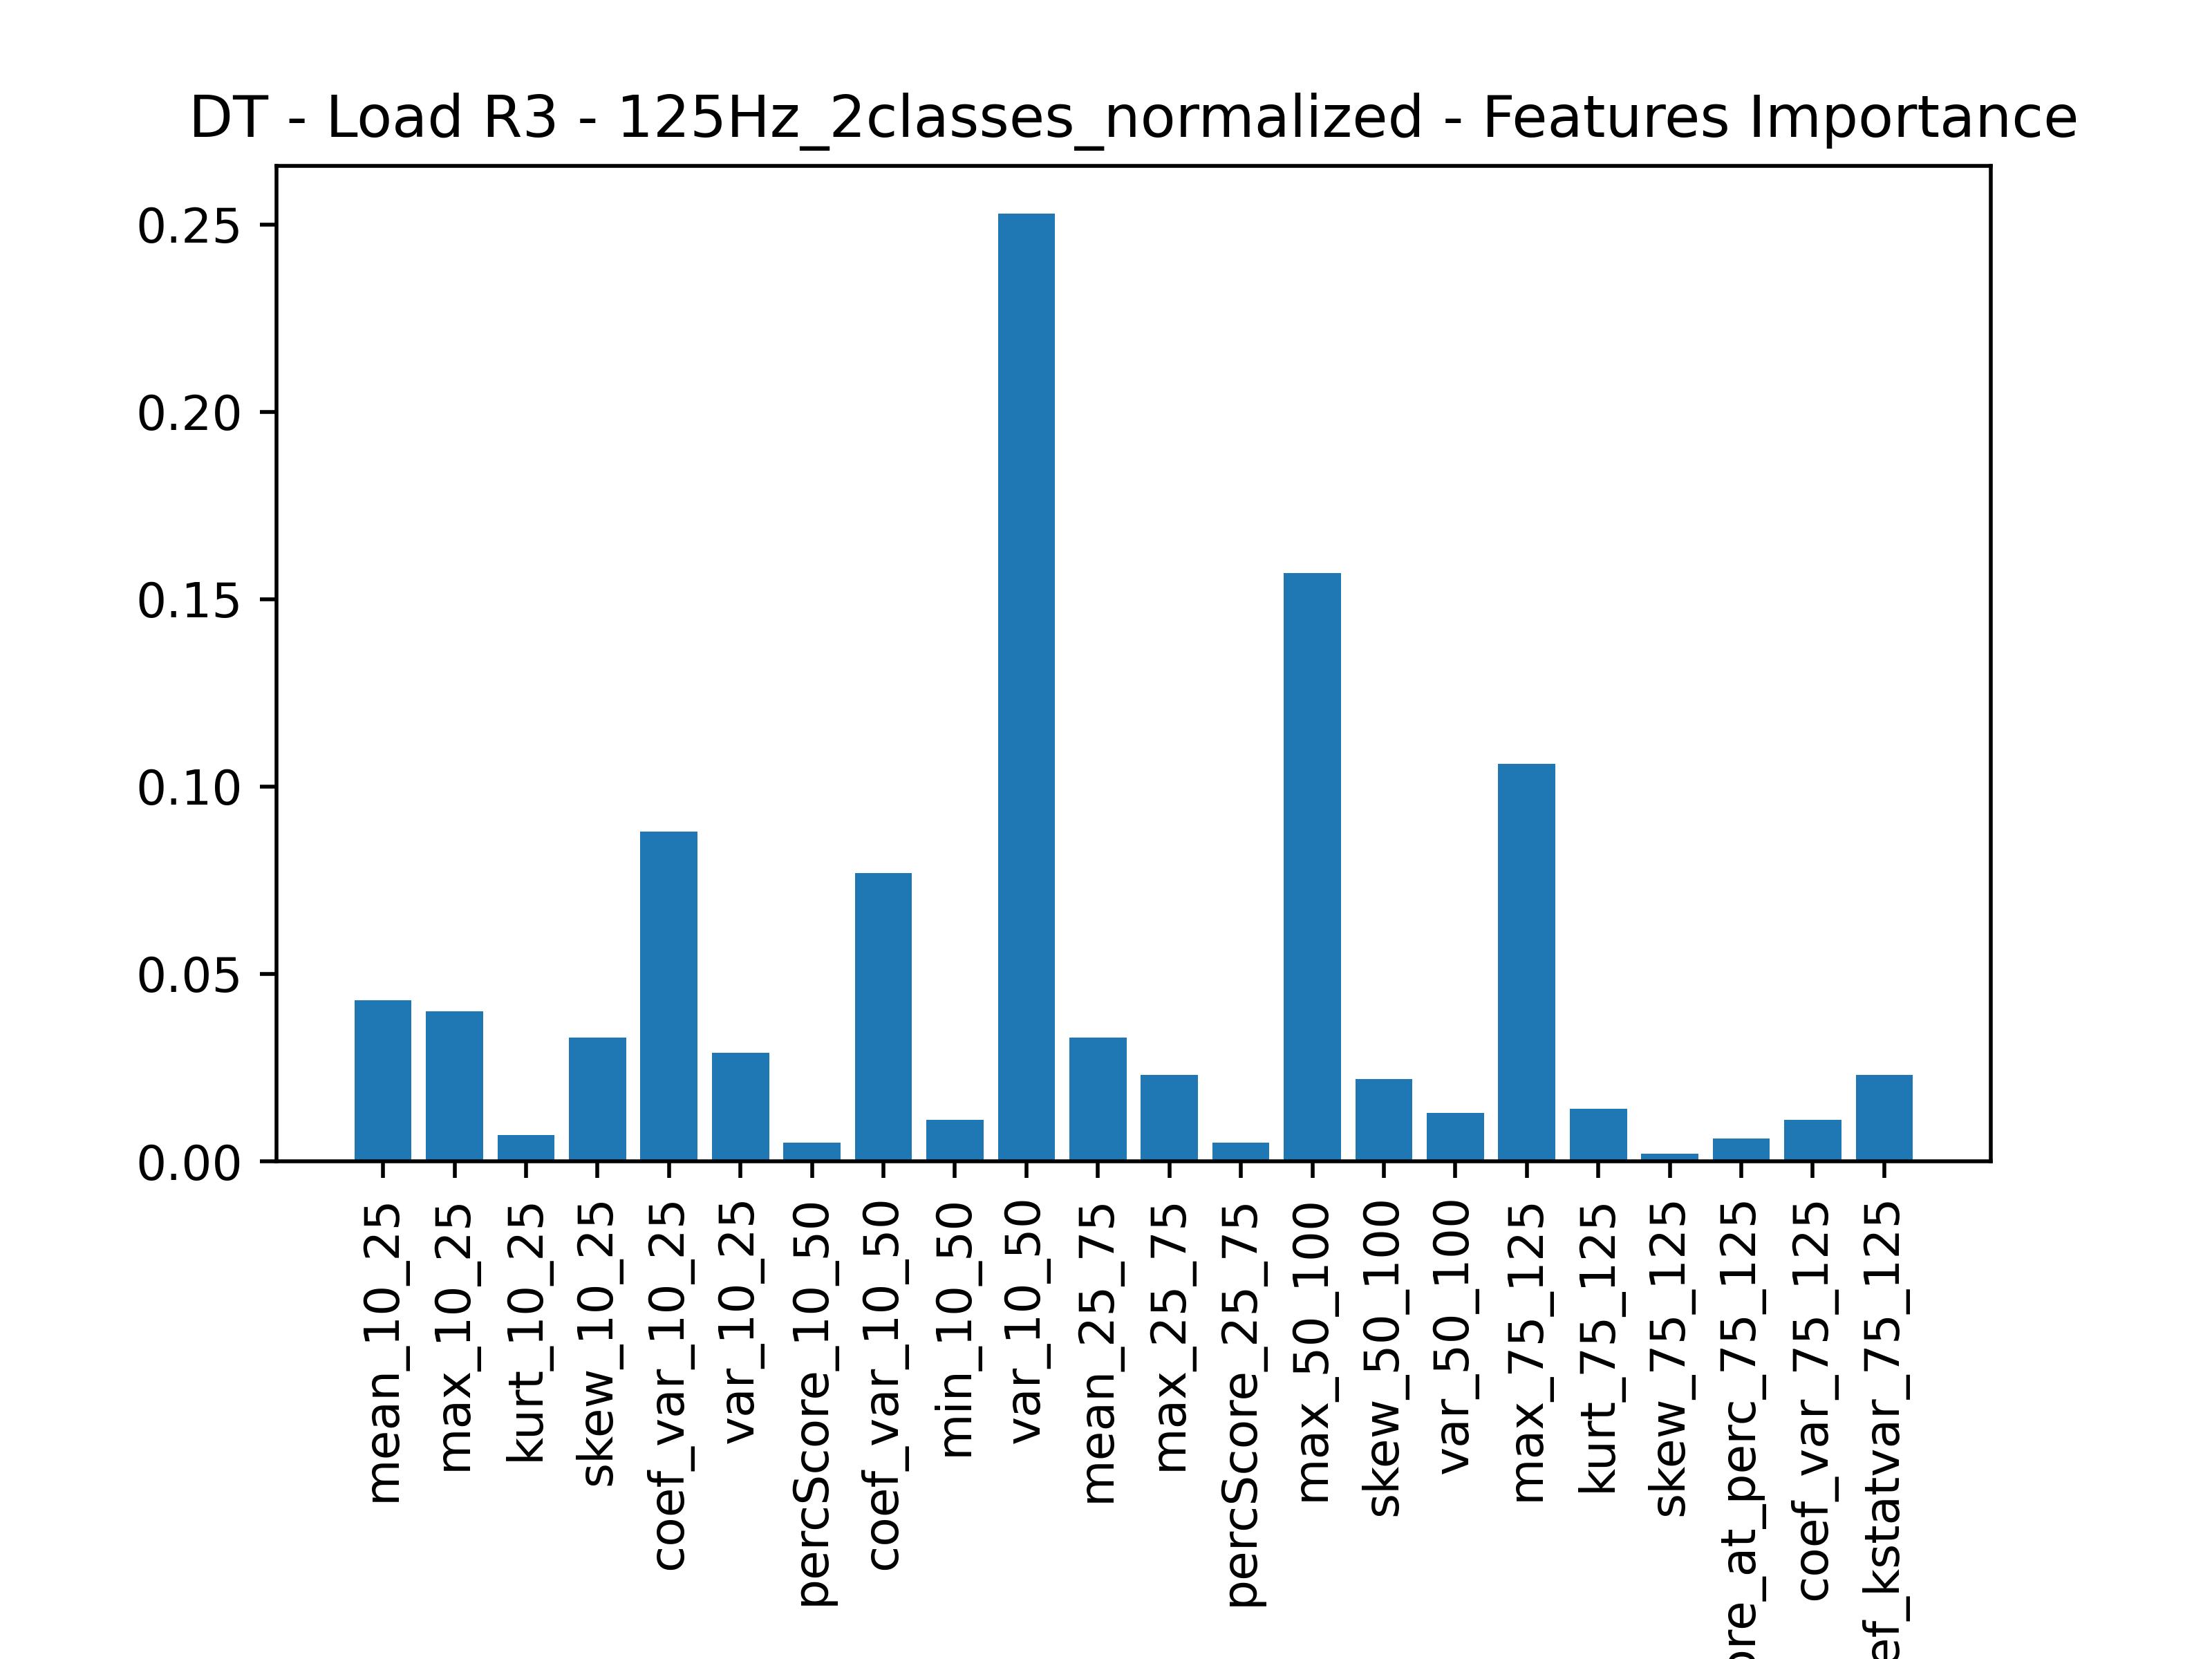 DT - Load R3 - 125Hz_2classes_normalized - Features Importance
0.25
0.20
0.15
0.10
0.05
0.00
mean_10_25
max_10_25
kurt_10_25
skew_10_25
coef_var_10_25
var_10_25
percScore_10_50
coef_var_10_50
min_10_50
var_10_50
mean_25_75
max_25_75
percScore_25_75
max_50_100
skew_50_100
var_50_100
max_75_125
kurt_75_125
skew_75_125
ore_at_perc_75_125
coef_var_75_125
ef_kstatvar_75_125